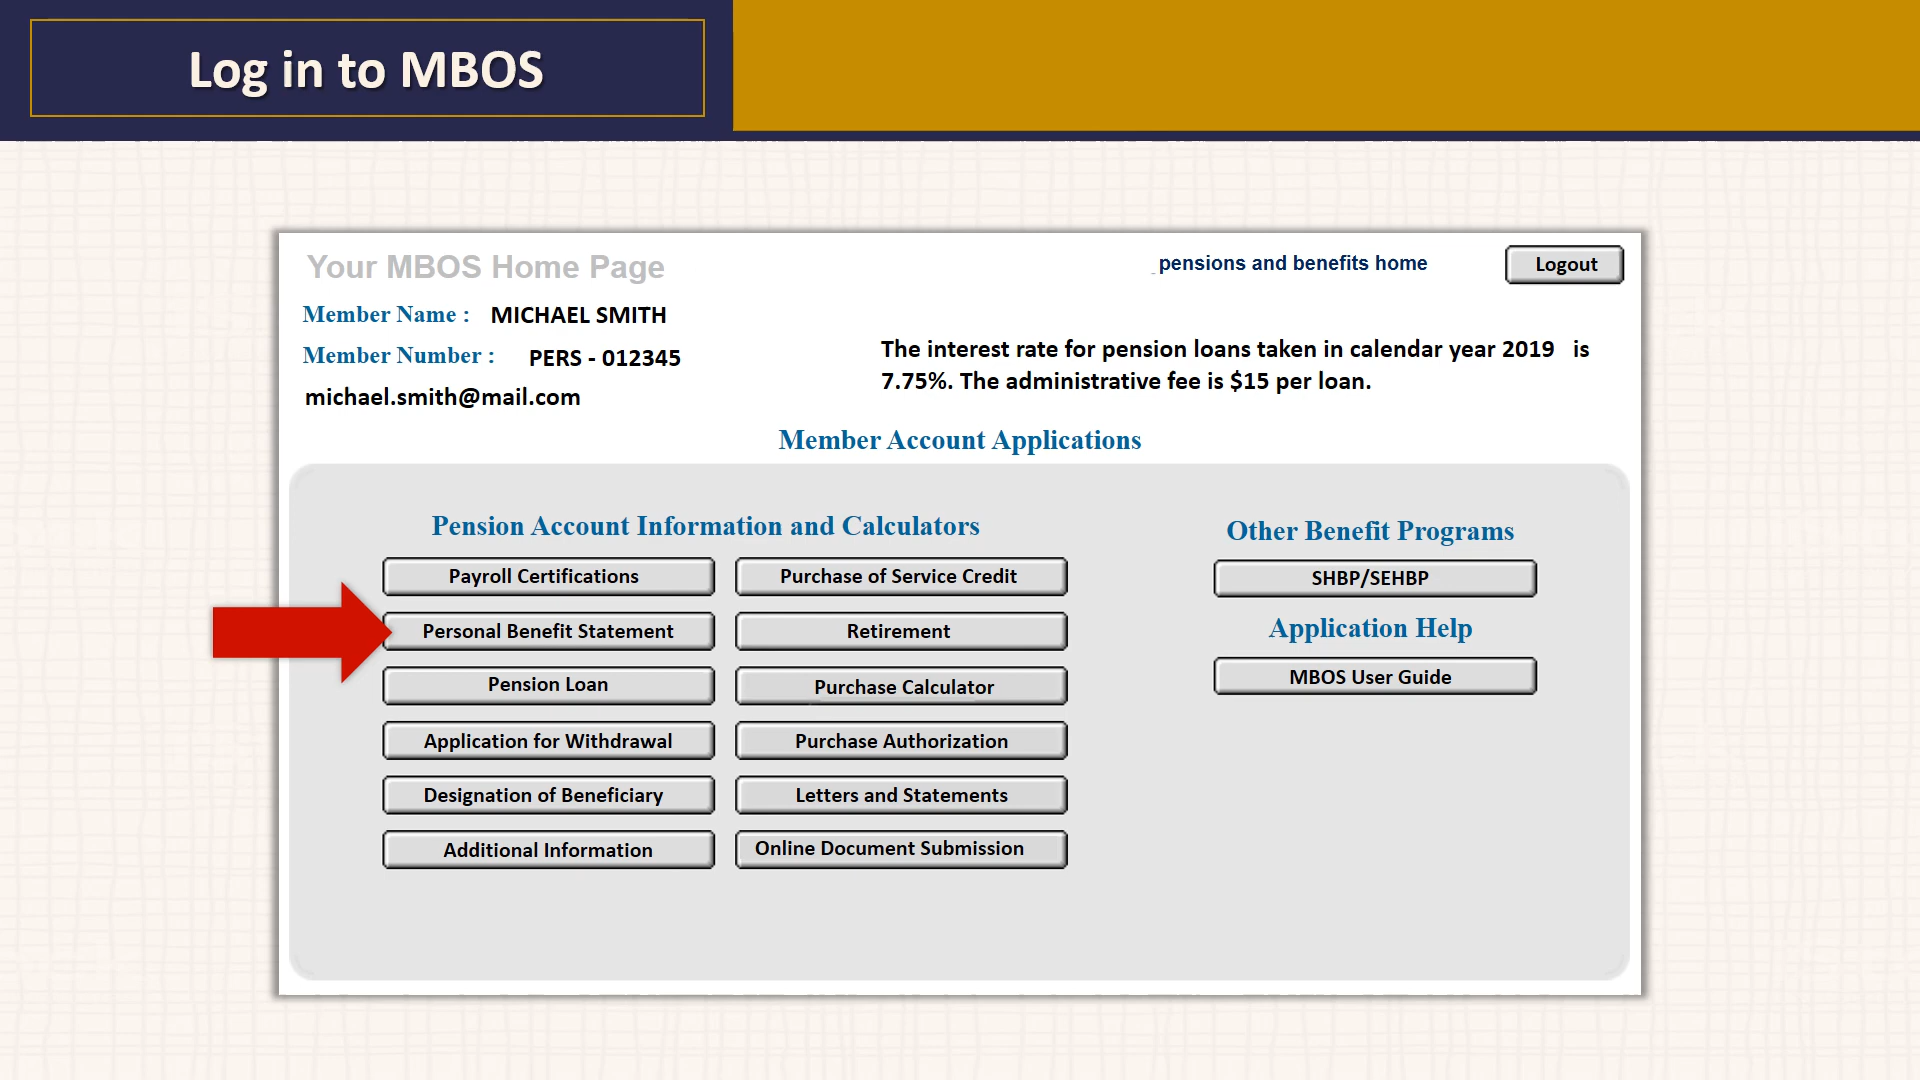 Log in to MBOS
Your MBOS Home Page
pensions and benefits home
Logout
Member Name : MICHAEL SMITH
Member Number : PERS - 012345
michael.smith@mail.com
The interest rate for pension loans taken in calendar year 2019 is
7.75%. The administrative fee is $15 per loan.
Member Account Applications
Pension Account Information and Calculators
Payroll Certifications
Purchase of Service Credit
Personal Benefit Statement
Retirement
Pension Loan
Purchase Calculator
Application for Withdrawal
Purchase Authorization
Designation of Beneficiary
Letters and Statements
Additional Information
Online Document Submission
Other Benefit Programs
SHBP/SEHBP
Application Help
MBOS User Guide